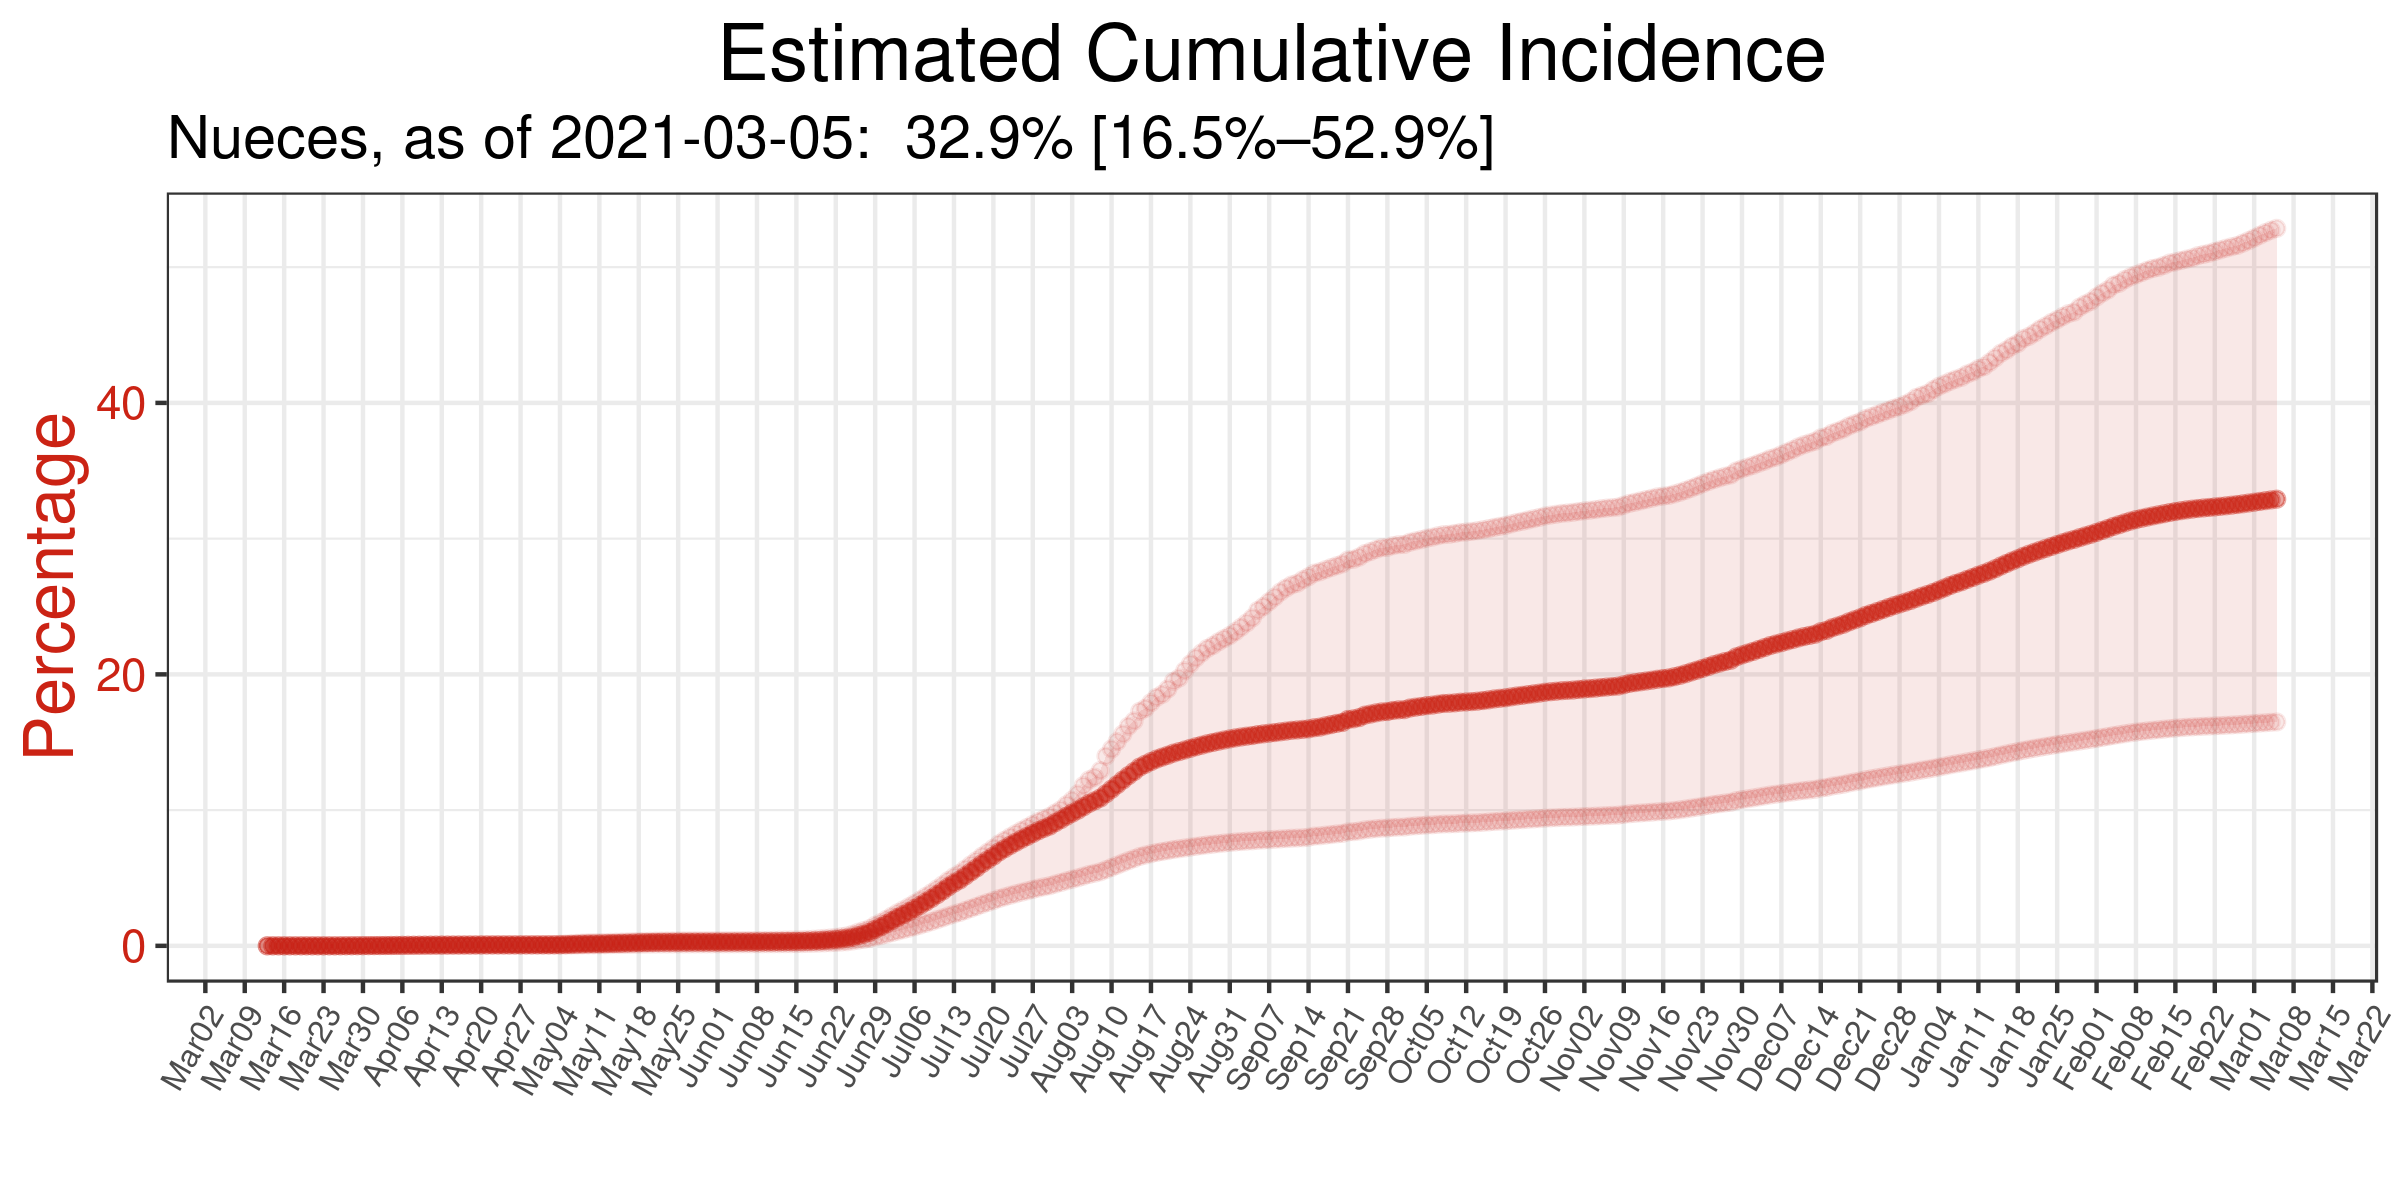 Estimated Cumulative Incidence
Nueces, as of 2021-03-05:  32.9% [16.5%–52.9%]
Percentage
40
20
0
Mar02
Mar09
Mar16
Mar23
Mar30
Apr06
Apr13
Apr20
Apr27
May04
May11
May18
May25
Jun01
Jun08
Jun15
Jun22
Jun29
Jul06
Jul13
Jul20
Jul27
Aug03
Aug10
Aug17
Aug24
Aug31
Sep07
Sep14
Sep21
Sep28
Oct05
Oct12
Oct19
Oct26
Nov02
Nov09
Nov16
Nov23
Nov30
Dec07
Dec14
Dec21
Dec28
Jan04
Jan11
Jan18
Jan25
Feb01
Feb08
Feb15
Feb22
Mar01
Mar08
Mar15
Mar22